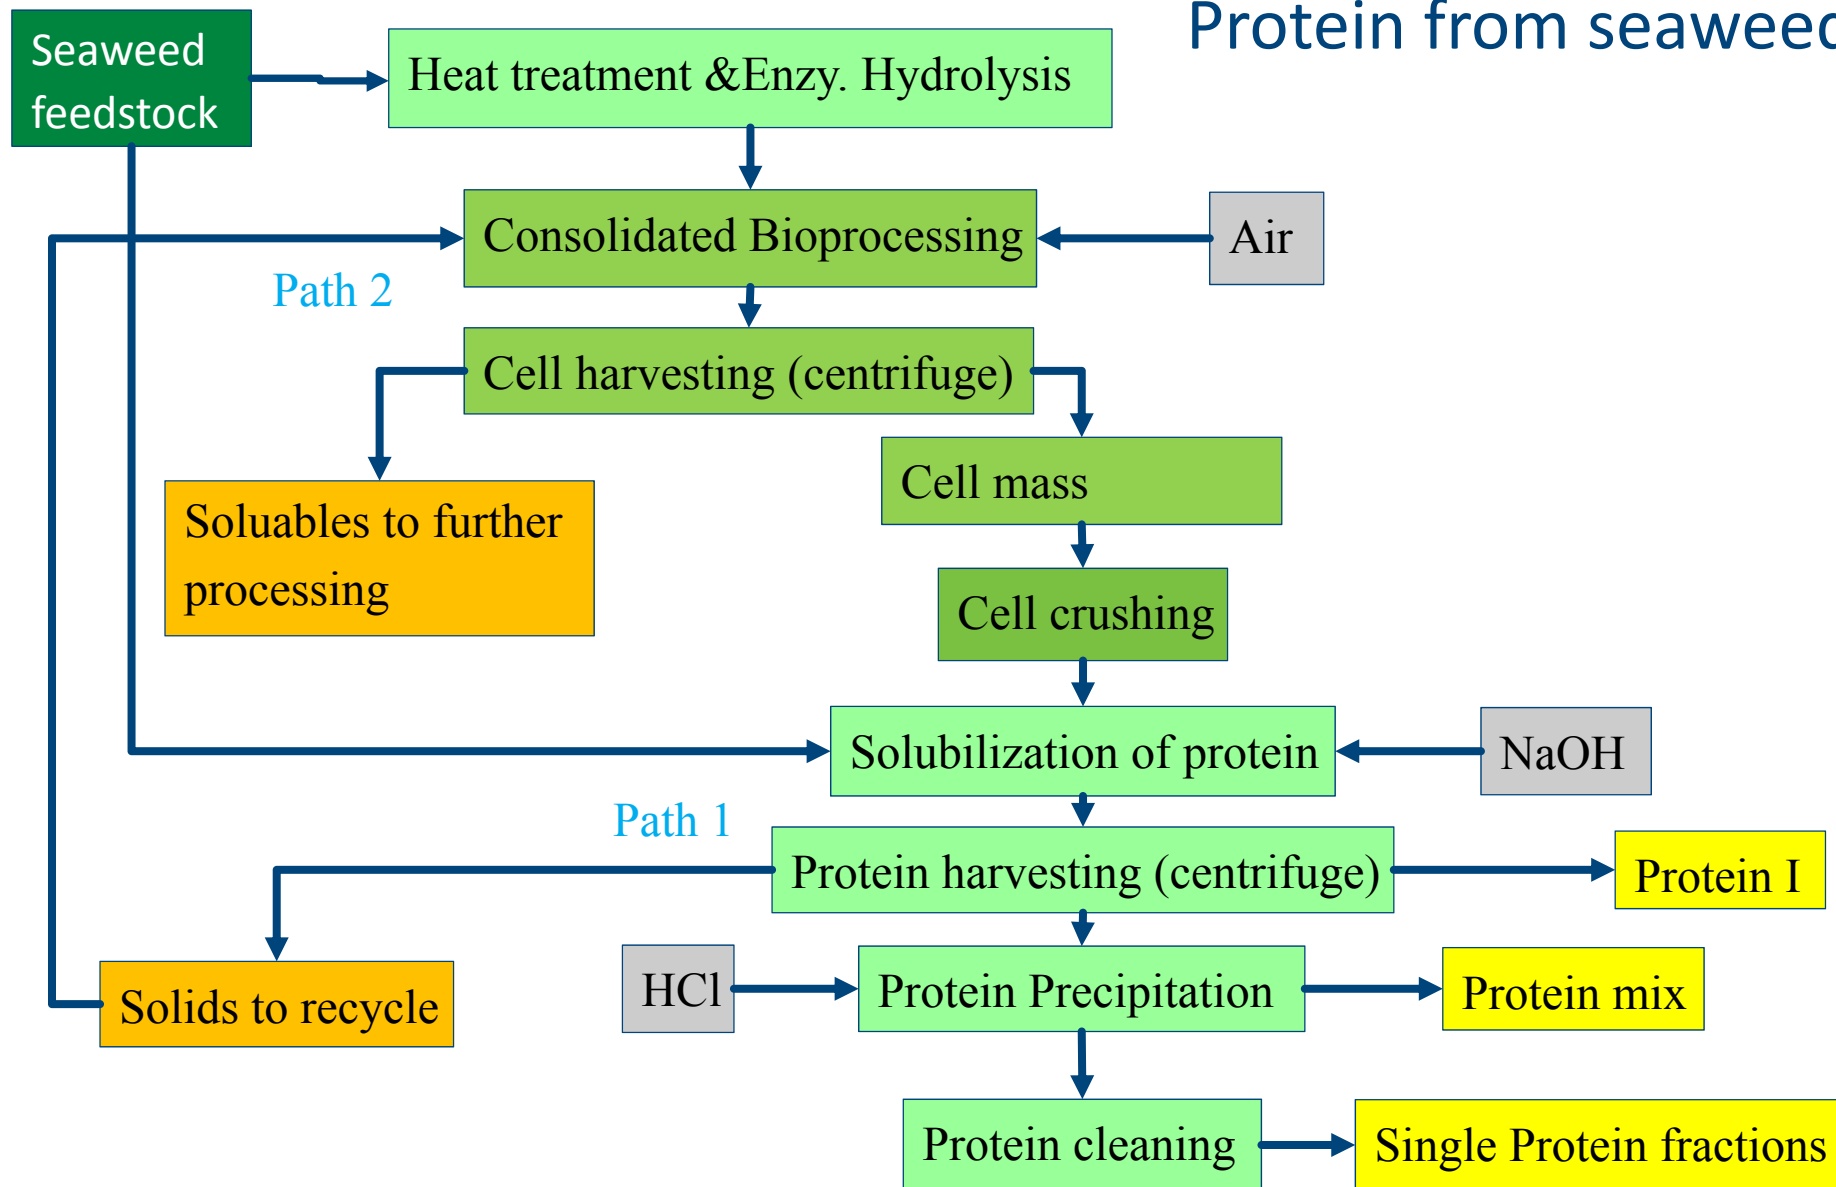 Protein from seaweed
Seaweed
feedstock
Heat treatment &Enzy. Hydrolysis
Consolidated Bioprocessing
Air
Path 2
Cell harvesting (centrifuge)
Soluables to further
processing
Cell mass
Cell crushing
Solubilization of protein
NaOH
Path 1
Protein harvesting (centrifuge)
Protein I
Solids to recycle
HCl
Protein Precipitation
Protein mix
Protein cleaning
Single Protein fractions